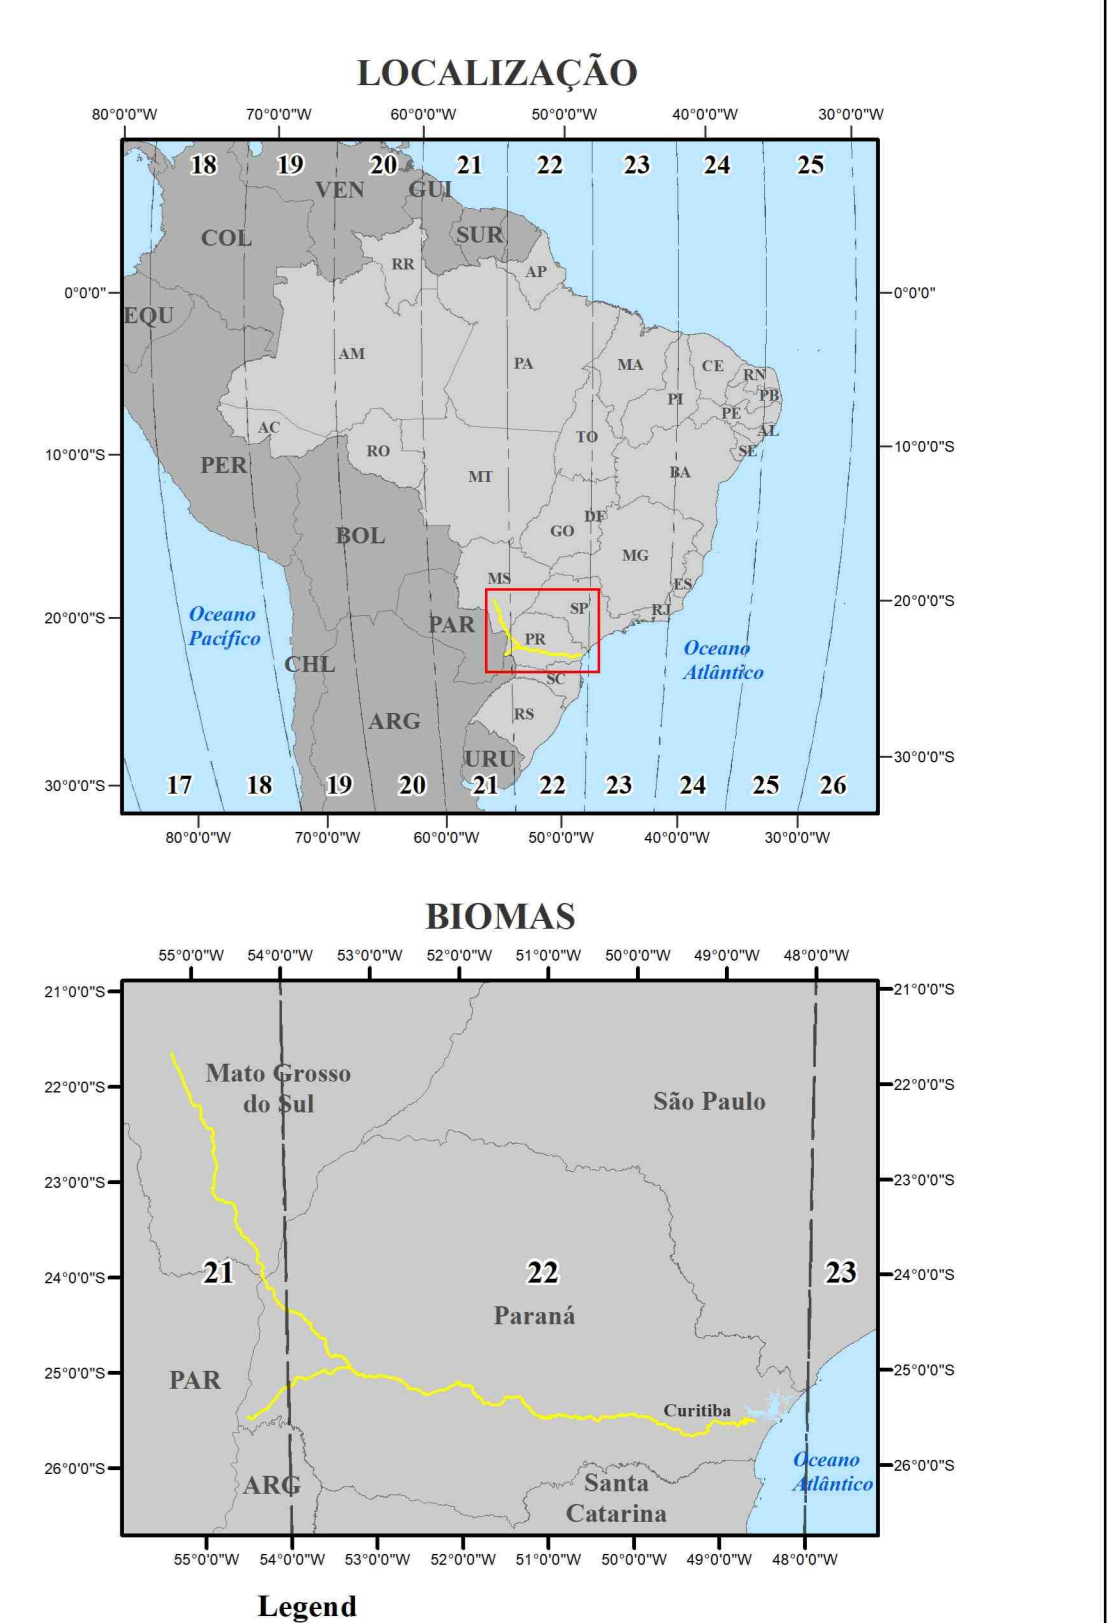 LOCALIZAÇÃO
80°0'0"W 70°0'0"W 60°0'0"W 50°0'0"W 40°0'0"W 30°0'0"W
18 19 20 21 22 23 24 25
VEN GUI
COL SUR
RR AP
0°0'0" 0°0'0"
EQU
AM PA MA CE RN
PI PB
PE
AC TO AL
10°0'0"S RO SE 10°0'0"S
PER MT BA
DF
BOL GO
MG
MS ES
20°0'0"S Oceano Pacífico SP RJ 20°0'0"S
PAR PR Oceano Atlântico
CHL SC
ARG RS
URU 30°0'0"S
30°0'0"S 17 18 19 20 21 22 23 24 25 26
80°0'0"W 70°0'0"W 60°0'0"W 50°0'0"W 40°0'0"W 30°0'0"W
BIOMAS
55°0'0"W 54°0'0"W 53°0'0"W 52°0'0"W 51°0'0"W 50°0'0"W 49°0'0"W 48°0'0"W
21°0'0"S 21°0'0"S
Mato Grosso
do Sul
22°0'0"S São Paulo 22°0'0"S
23°0'0"S 23°0'0"S
24°0'0"S 21 22 23 24°0'0"S
Paraná
25°0'0"S PAR 25°0'0"S
Curitiba
26°0'0"S Oceano 26°0'0"S
ARG Santa Atlântico
Catarina
55°0'0"W 54°0'0"W 53°0'0"W 52°0'0"W 51°0'0"W 50°0'0"W 49°0'0"W 48°0'0"W
Legend